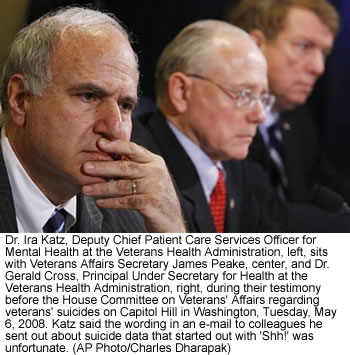 Dr. Ira Katz, Deputy Chief Patient Care Services Officer for
Mental Health at the Veterans Health Administration, left, sits
with Veterans Affairs Secretary James Peake, center, and Dr.
Gerald Cross, Principal Under Secretary for Health at the
Veterans Health Administration, right, during their testimony
before the House Committee on Veterans' Affairs regarding
veterans' suicides on Capitol Hill in Washington, Tuesday, May
6, 2008. Katz said the wording in an e-mail to colleagues he
sent out about suicide data that started out with 'Shh!' was
unfortunate. (AP Photo/Charles Dharapak)